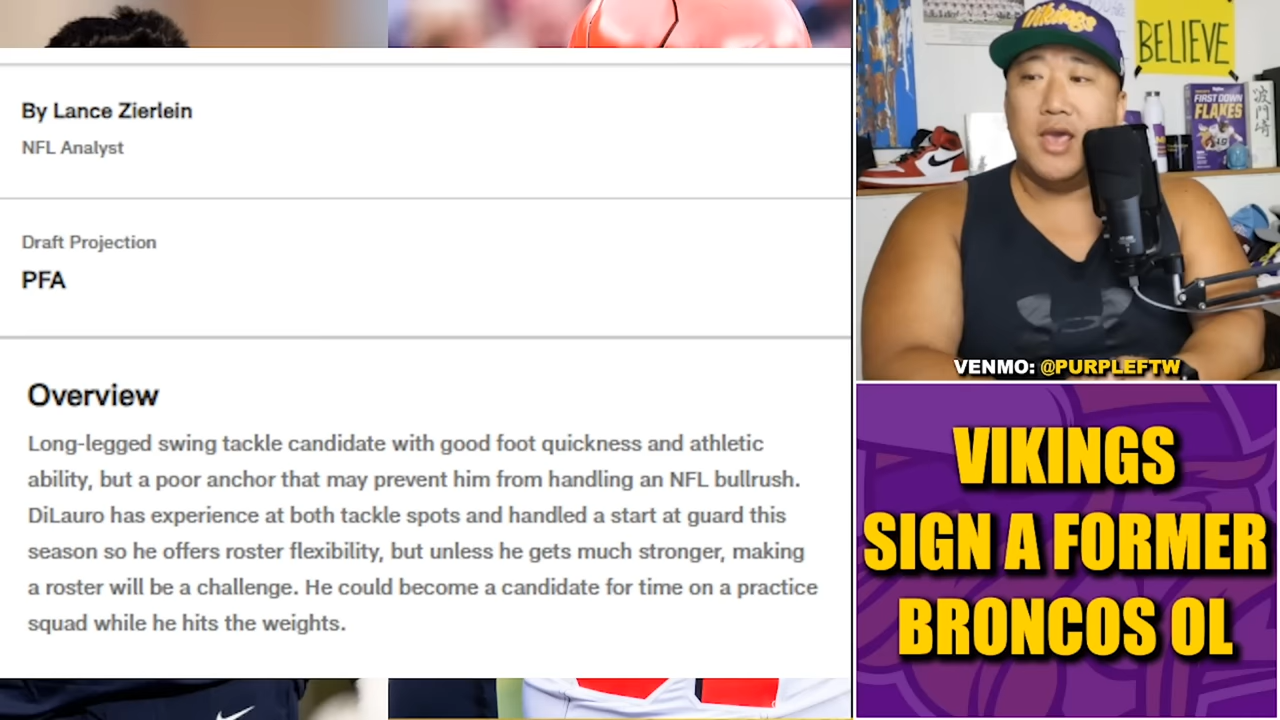 By Lance Zierlein
NFL Analyst
Draft Projection
PFA
Overview
Long-legged swing tackle candidate with good foot quickness and athletic
ability, but a poor anchor that may prevent him from handling an NFL bullrush.
DiLauro has experience at both tackle spots and handled a start at guard this
season so he offers roster flexibility, but unless he gets much stronger, making
a roster will be a challenge. He could become a candidate for time on a practice
squad while he hits the weights.
Vikings
BELIEVE
FIRST DOWN
FLAKES
波
門
崎
VENMO: @PURPLEFTW
VIKINGS
SIGN A FORMER
BRONCOS OL